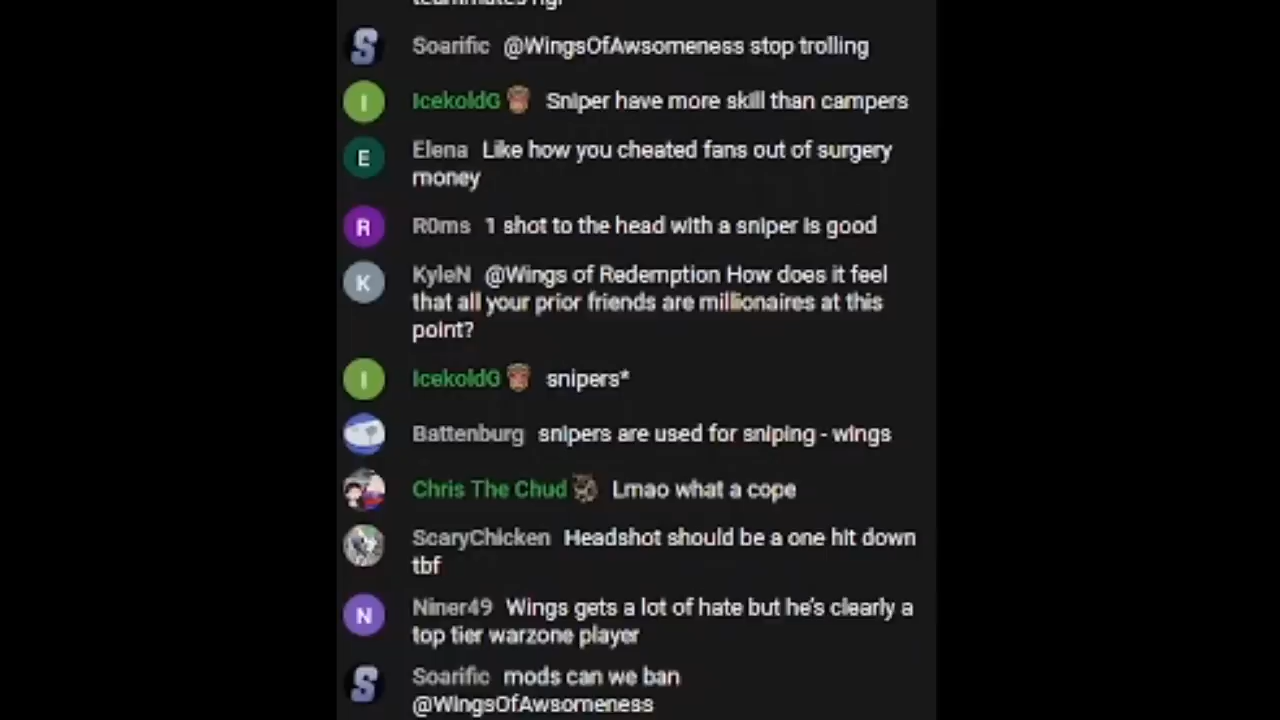 S Soarific @WingsOfAwsomeness stop trolling
I IcekoldG Sniper have more skill than campers
E Elena Like how you cheated fans out of surgery
money
R R0ms 1 shot to the head with a sniper is good
K KyleN @Wings of Redemption How does it feel
that all your prior friends are millionaires at this
point?
I IcekoldG snipers*
Battenburg snipers are used for sniping - wings
Chris The Chud Lmao what a cope
ScaryChicken Headshot should be a one hit down
tbf
N Niner49 Wings gets a lot of hate but he's clearly a
top tier warzone player
S Soarific mods can we ban
@WingsOfAwsomeness